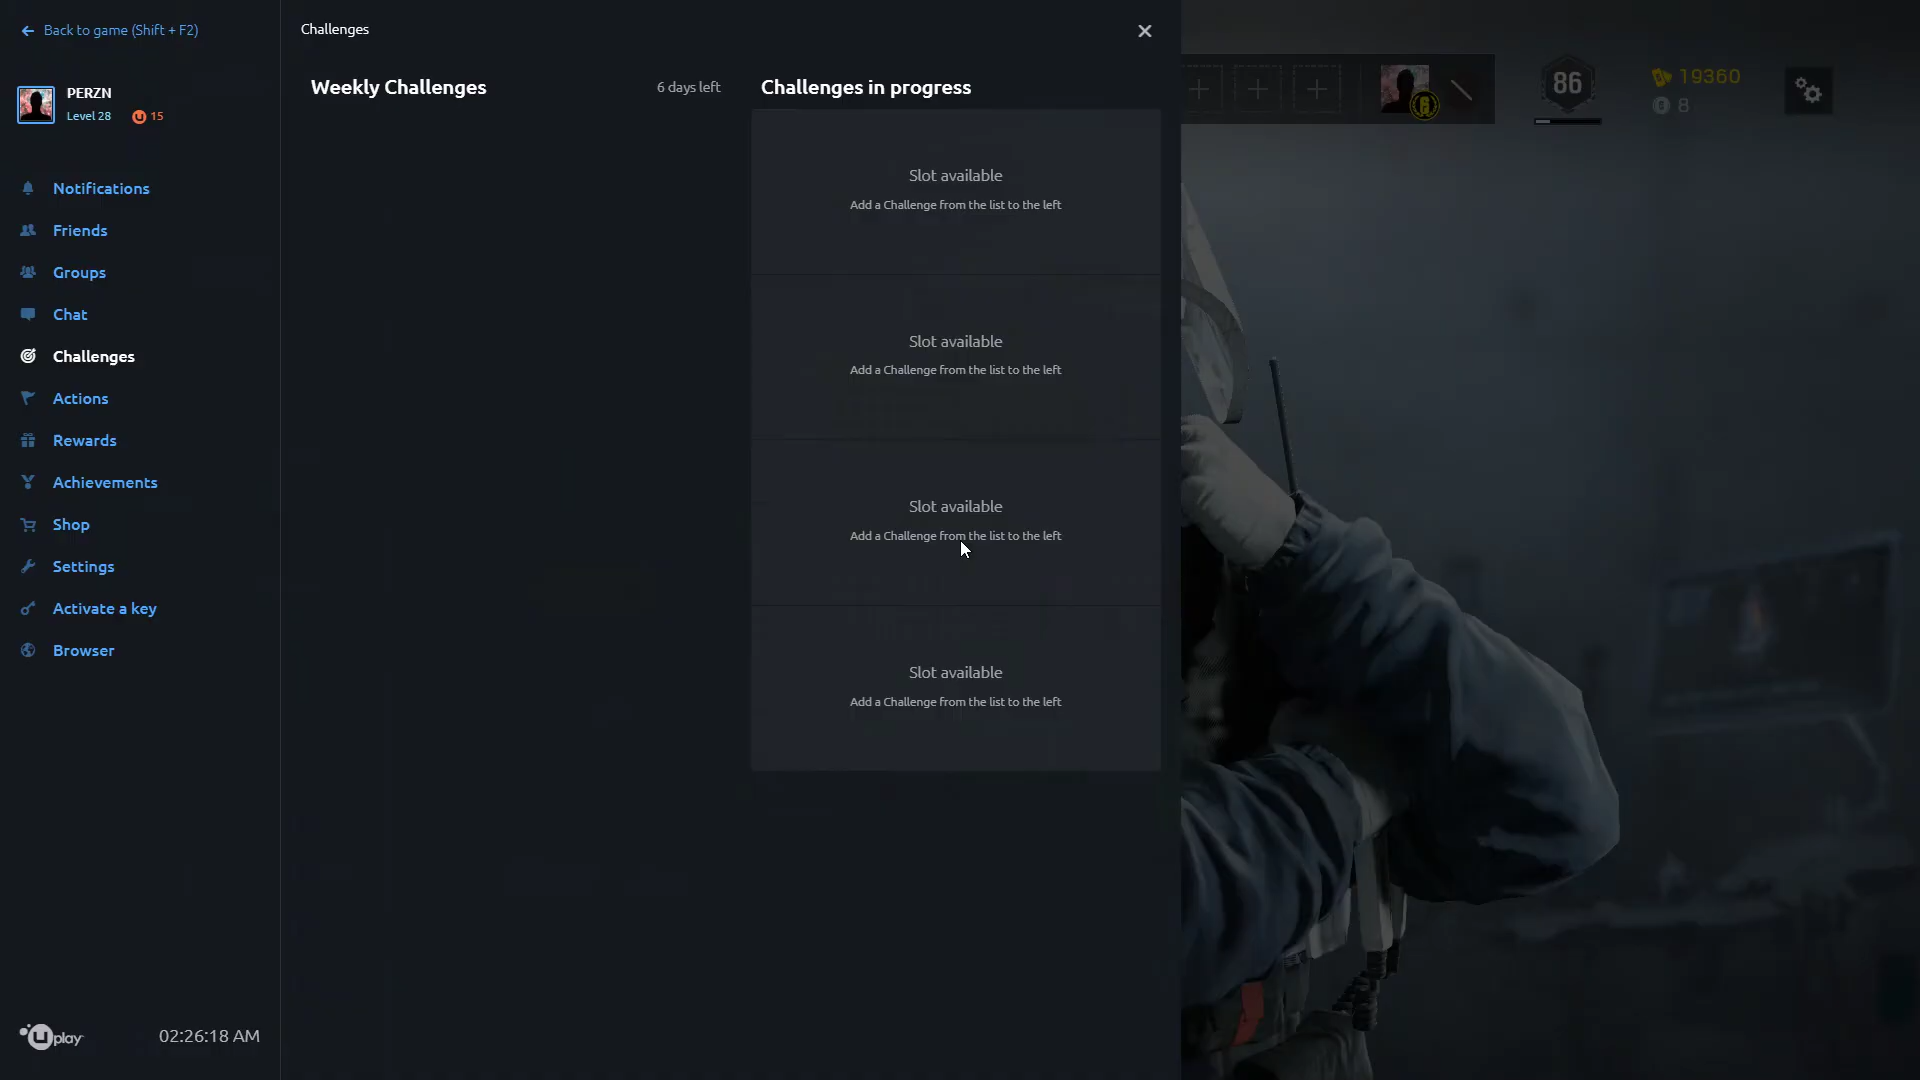 Back to game (Shift + F2)
PERZN
Level 28
15
Notifications
Friends
Groups
Chat
Challenges
Actions
Rewards
Achievements
Shop
Settings
Activate a key
Browser
Uplay
02:26:18 AM
Challenges
Weekly Challenges
6 days left
Challenges in progress
Slot available
Add a Challenge from the list to the left
Slot available
Add a Challenge from the list to the left
Slot available
Add a Challenge from the list to the left
Slot available
Add a Challenge from the list to the left
86
19360
8